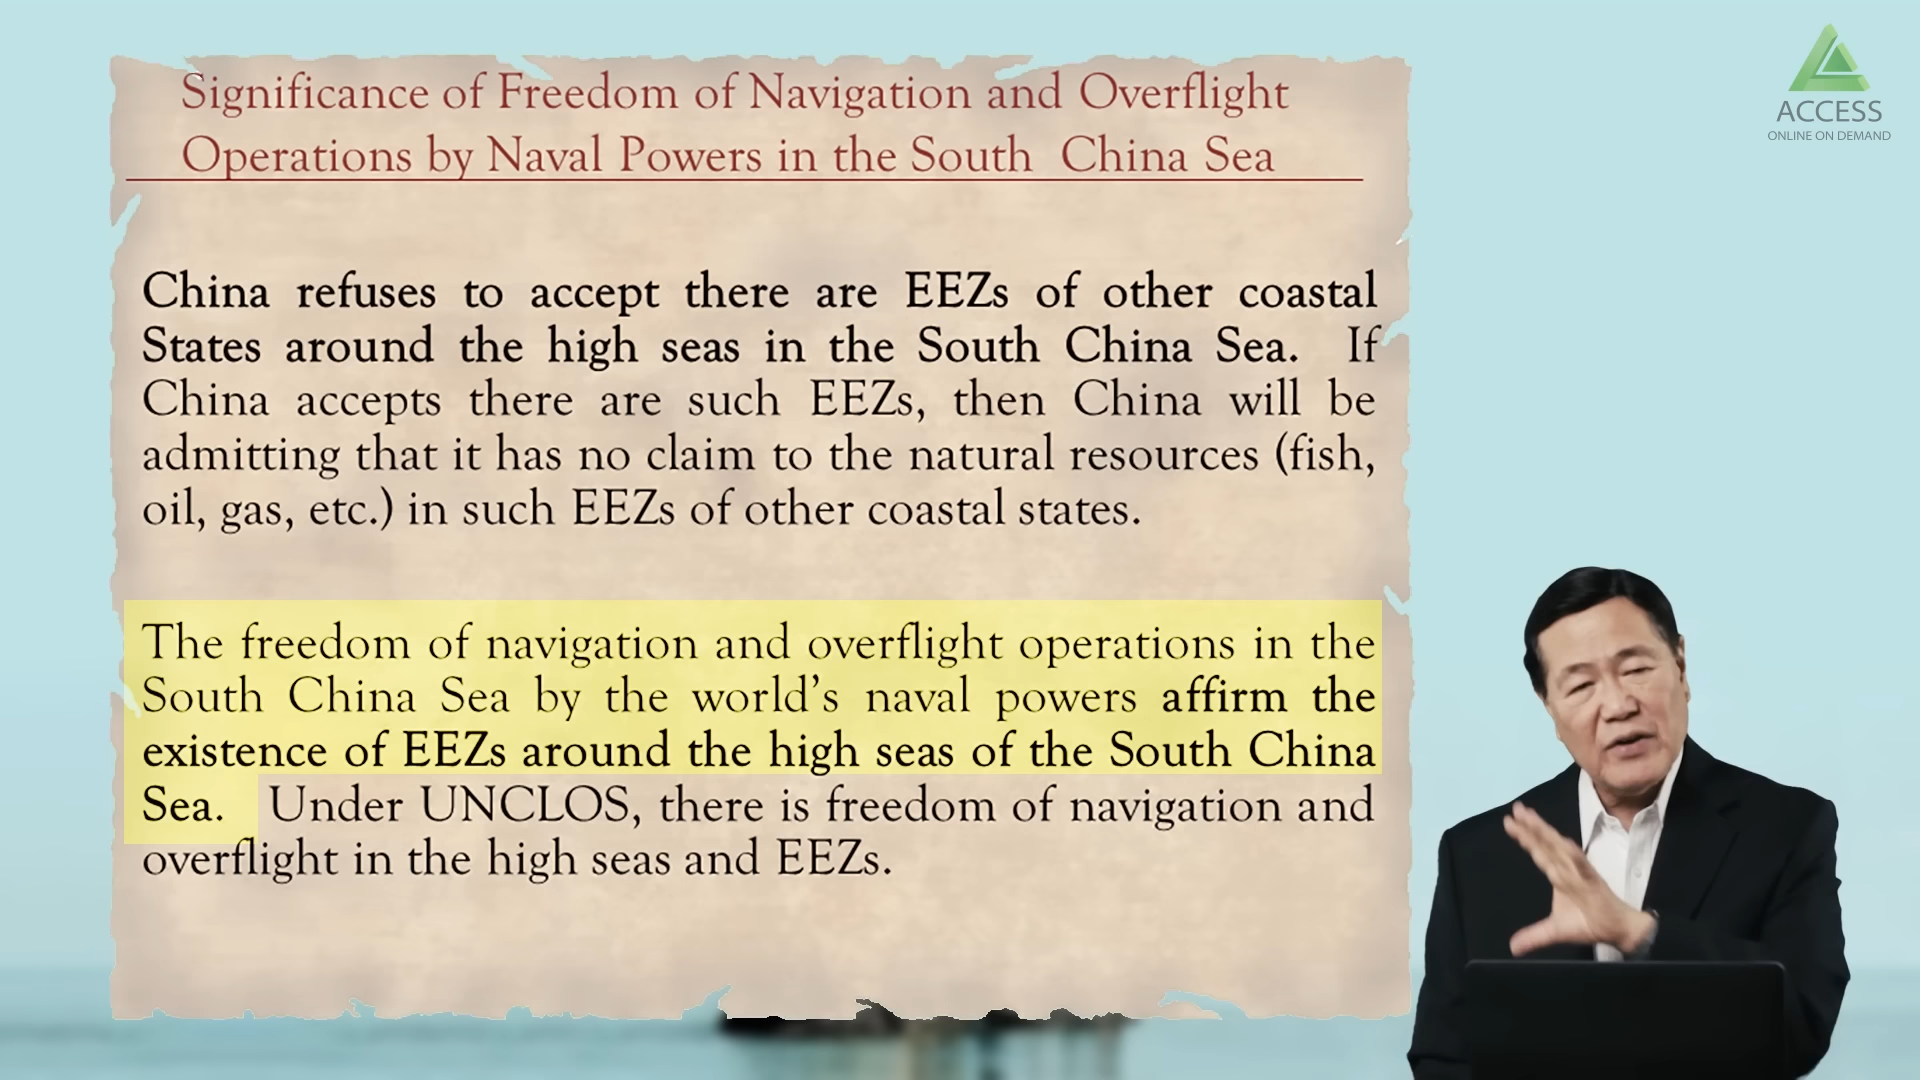 Significance of Freedom of Navigation and Overflight
Operations by Naval Powers in the South China Sea
China refuses to accept there are EEZs of other coastal
States around the high seas in the South China Sea. If
China accepts there are such EEZs, then China will be
admitting that it has no claim to the natural resources (fish,
oil, gas, etc.) in such EEZs of other coastal states.
The freedom of navigation and overflight operations in the
South China Sea by the world's naval powers affirm the
existence of EEZs around the high seas of the South China
Sea. Under UNCLOS, there is freedom of navigation and
overflight in the high seas and EEZs.
ACCESS
ONLINE ON DEMAND